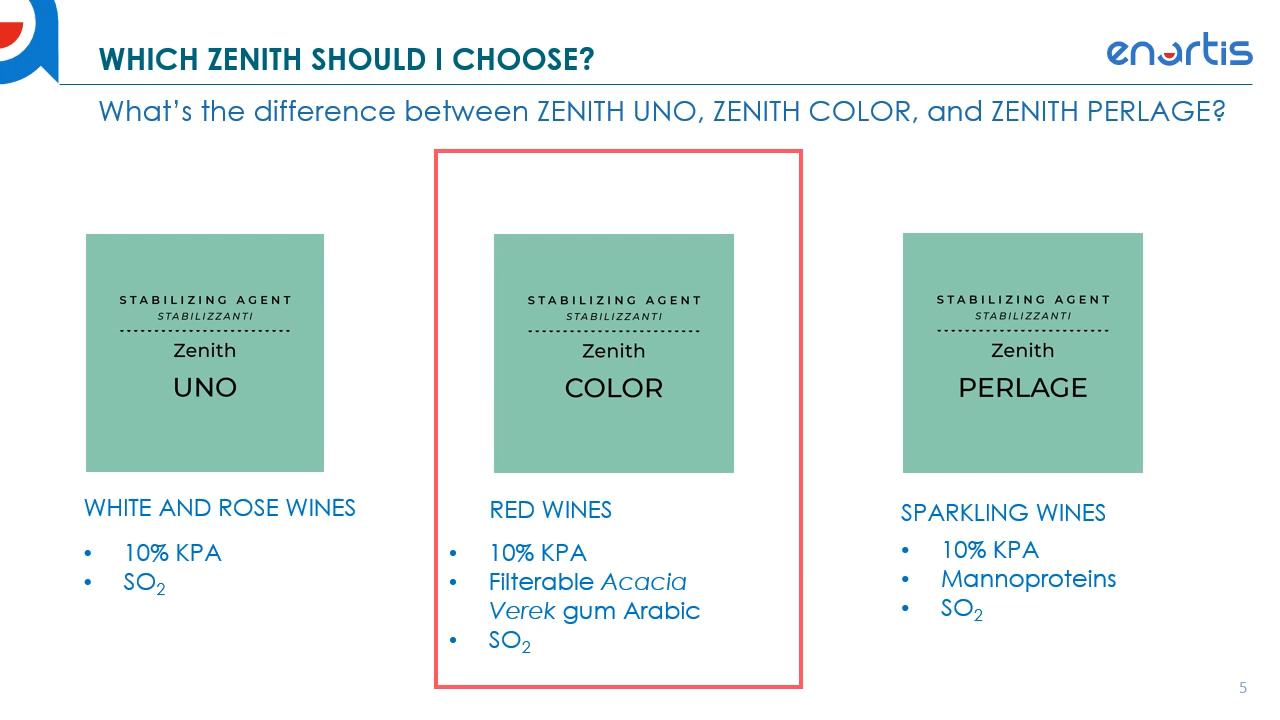 WHICH ZENITH SHOULD I CHOOSE?
enartis
What's the difference between ZENITH UNO, ZENITH COLOR, and ZENITH PERLAGE?
STABILIZING AGENT
STABILIZZANTI
Zenith
UNO
WHITE AND ROSE WINES
• 10% KPA
• SO₂
STABILIZING AGENT
STABILIZZANTI
Zenith
COLOR
RED WINES
• 10% KPA
• Filterable Acacia
Verek gum Arabic
• SO₂
STABILIZING AGENT
STABILIZZANTI
Zenith
PERLAGE
SPARKLING WINES
• 10% KPA
• Mannoproteins
• SO₂
5